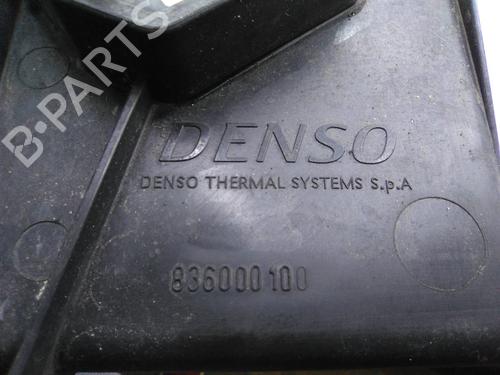 B-PARTS
DENSO
DENSO THERMAL SYSTEMS S.p.A
836000100